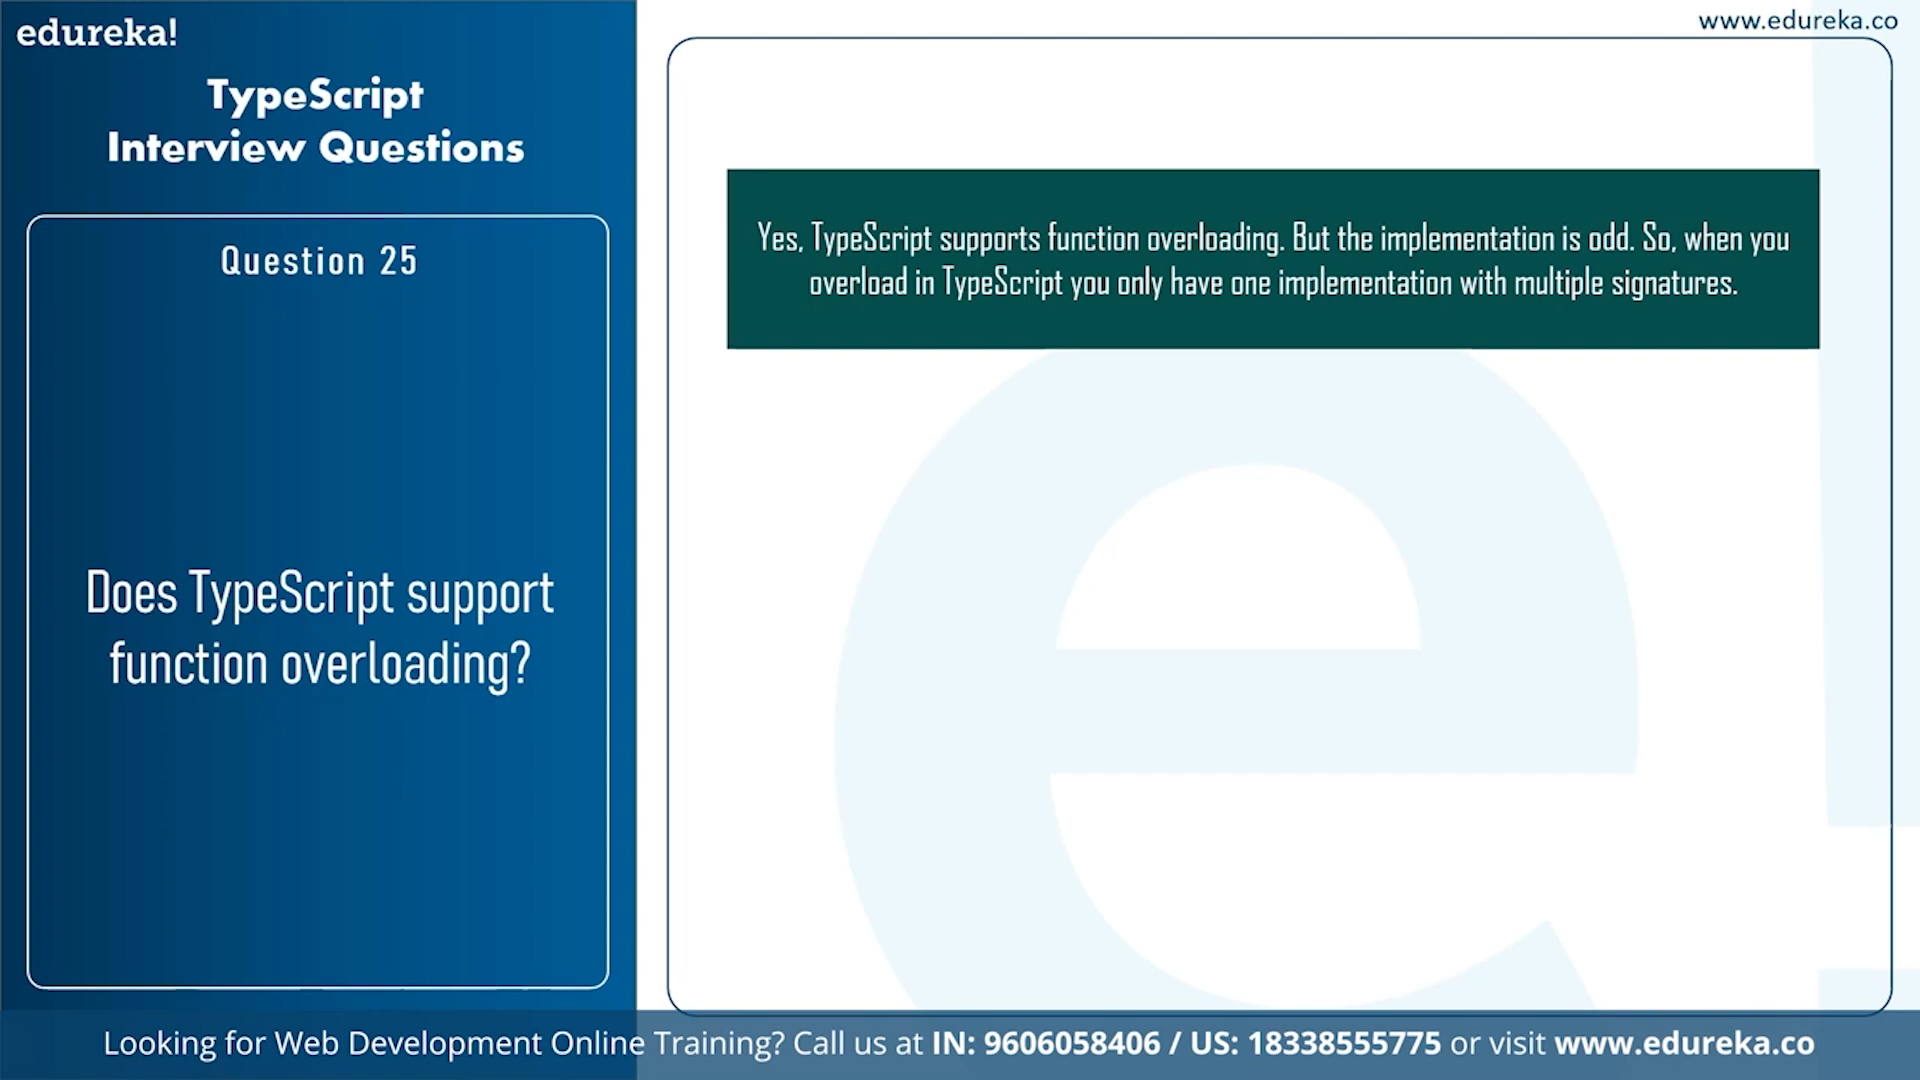 edureka!
www.edureka.co
TypeScript
Interview Questions
Question 25
Does TypeScript support
function overloading?
Yes, TypeScript supports function overloading. But the implementation is odd. So, when you
overload in TypeScript you only have one implementation with multiple signatures.
Looking for Web Development Online Training? Call us at IN: 9606058406 / US: 18338555775 or visit www.edureka.co